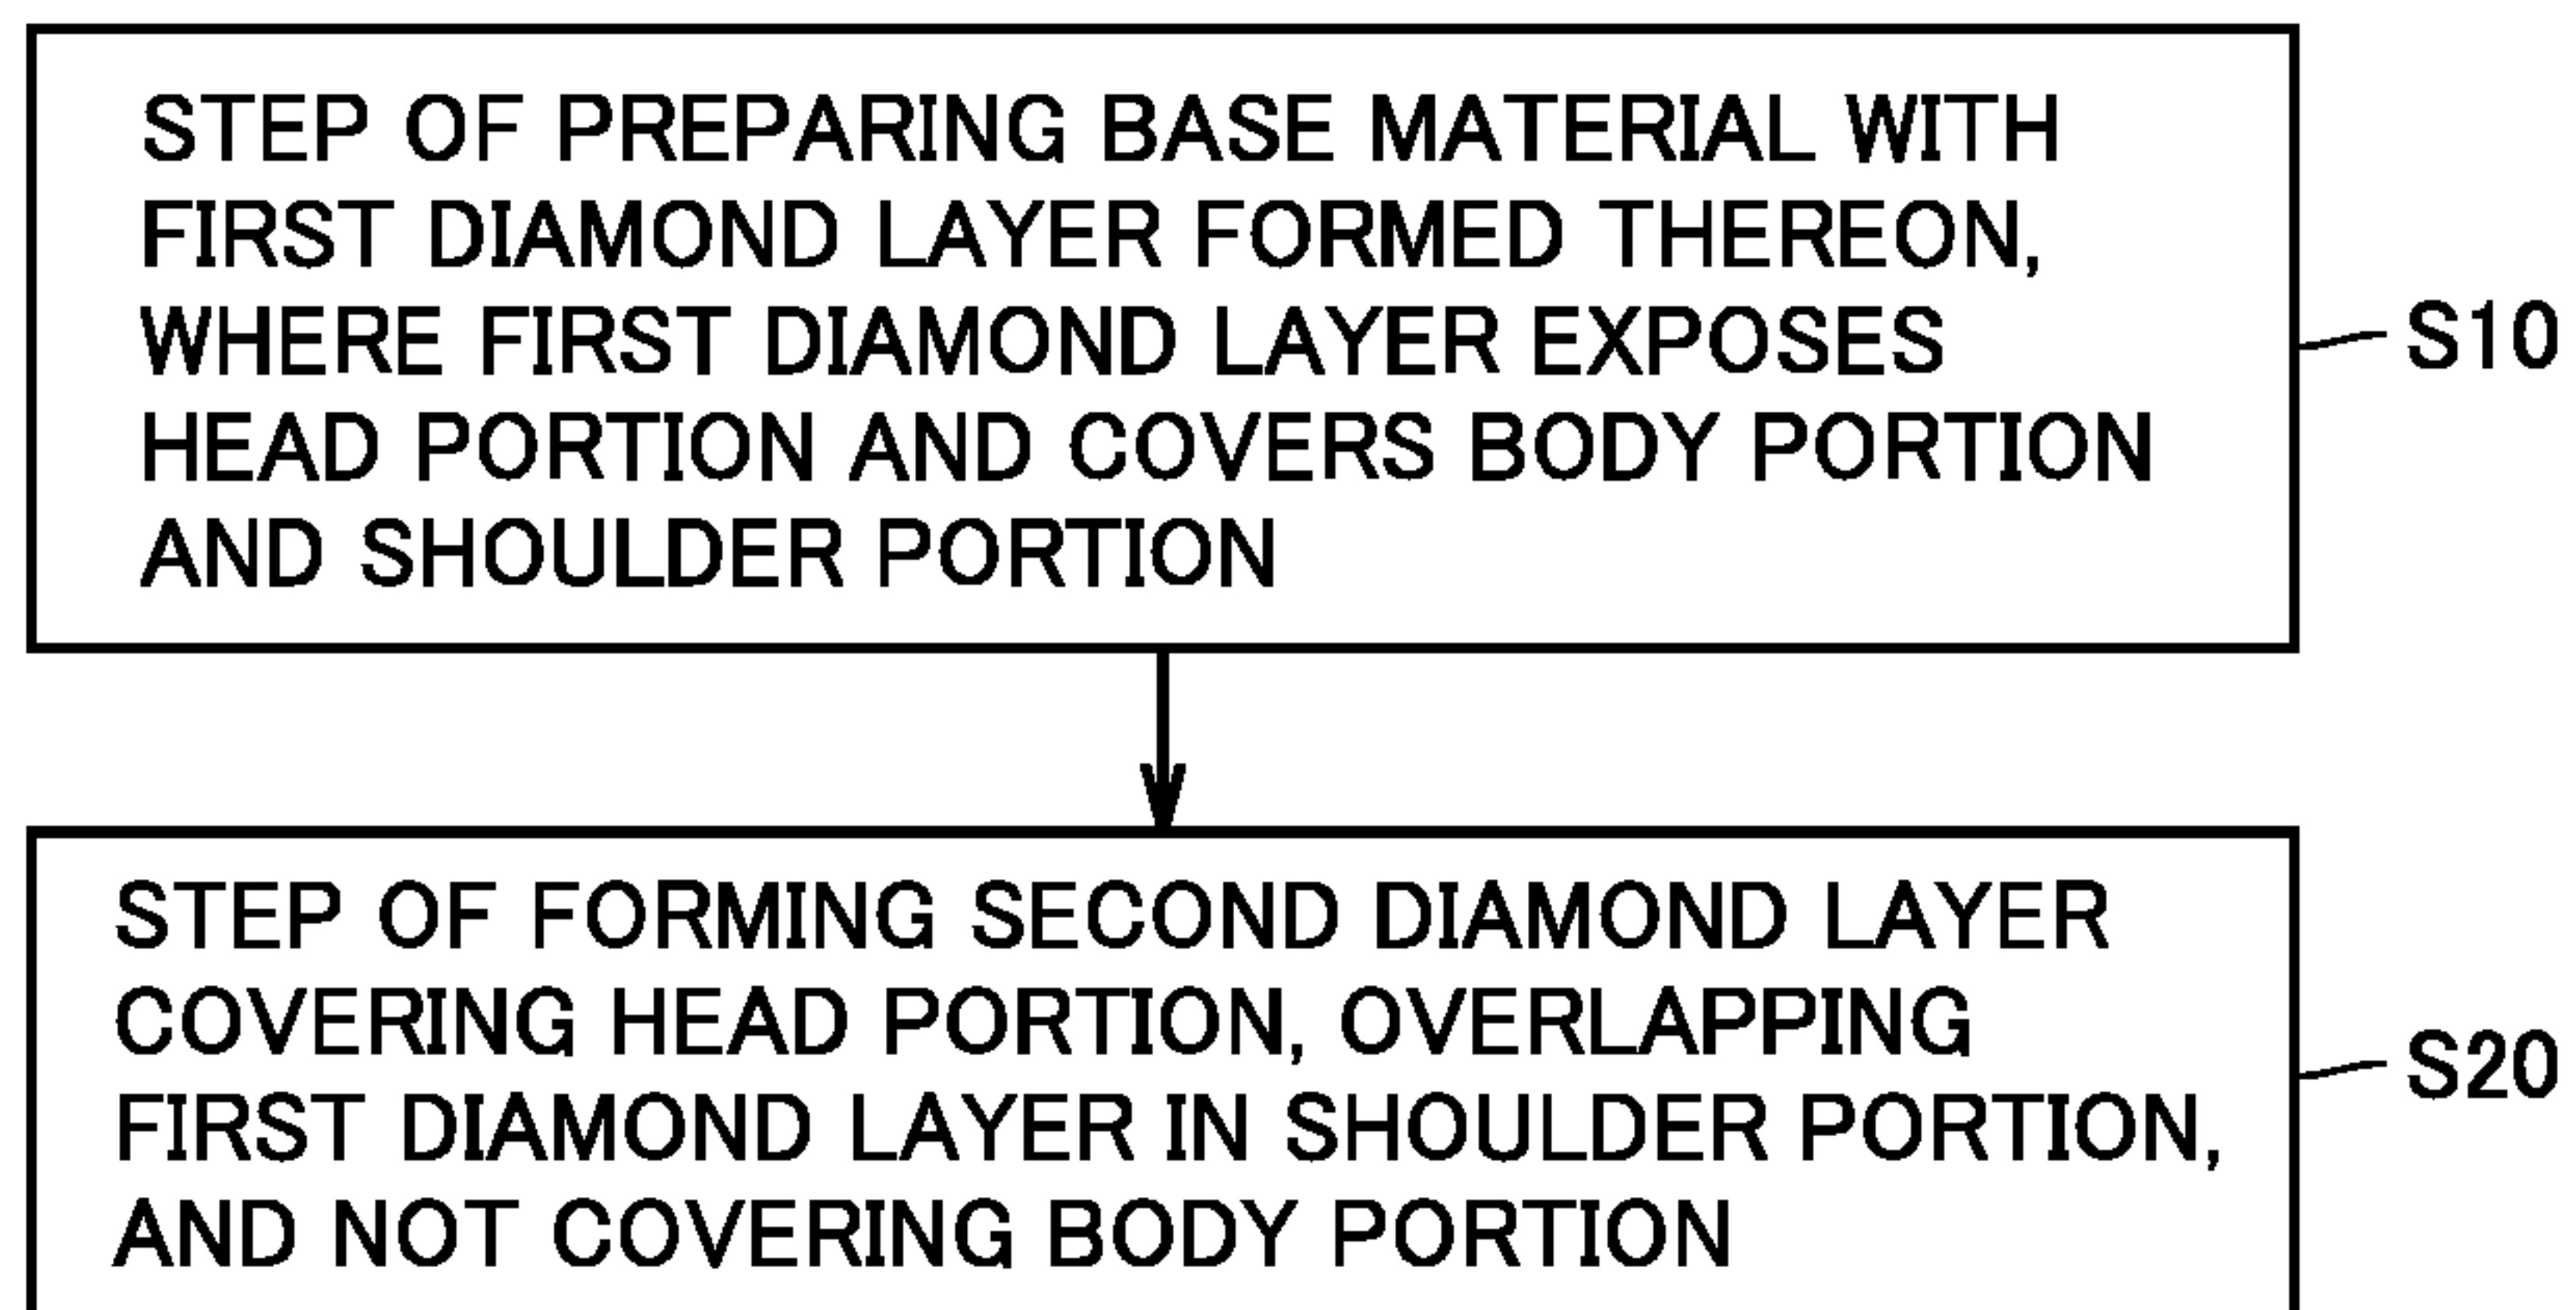 STEP OF PREPARING BASE MATERIAL WITH
FIRST DIAMOND LAYER FORMED THEREON,
WHERE FIRST DIAMOND LAYER EXPOSES
HEAD PORTION AND COVERS BODY PORTION
AND SHOULDER PORTION
S10
STEP OF FORMING SECOND DIAMOND LAYER
COVERING HEAD PORTION, OVERLAPPING
FIRST DIAMOND LAYER IN SHOULDER PORTION,
AND NOT COVERING BODY PORTION
S20